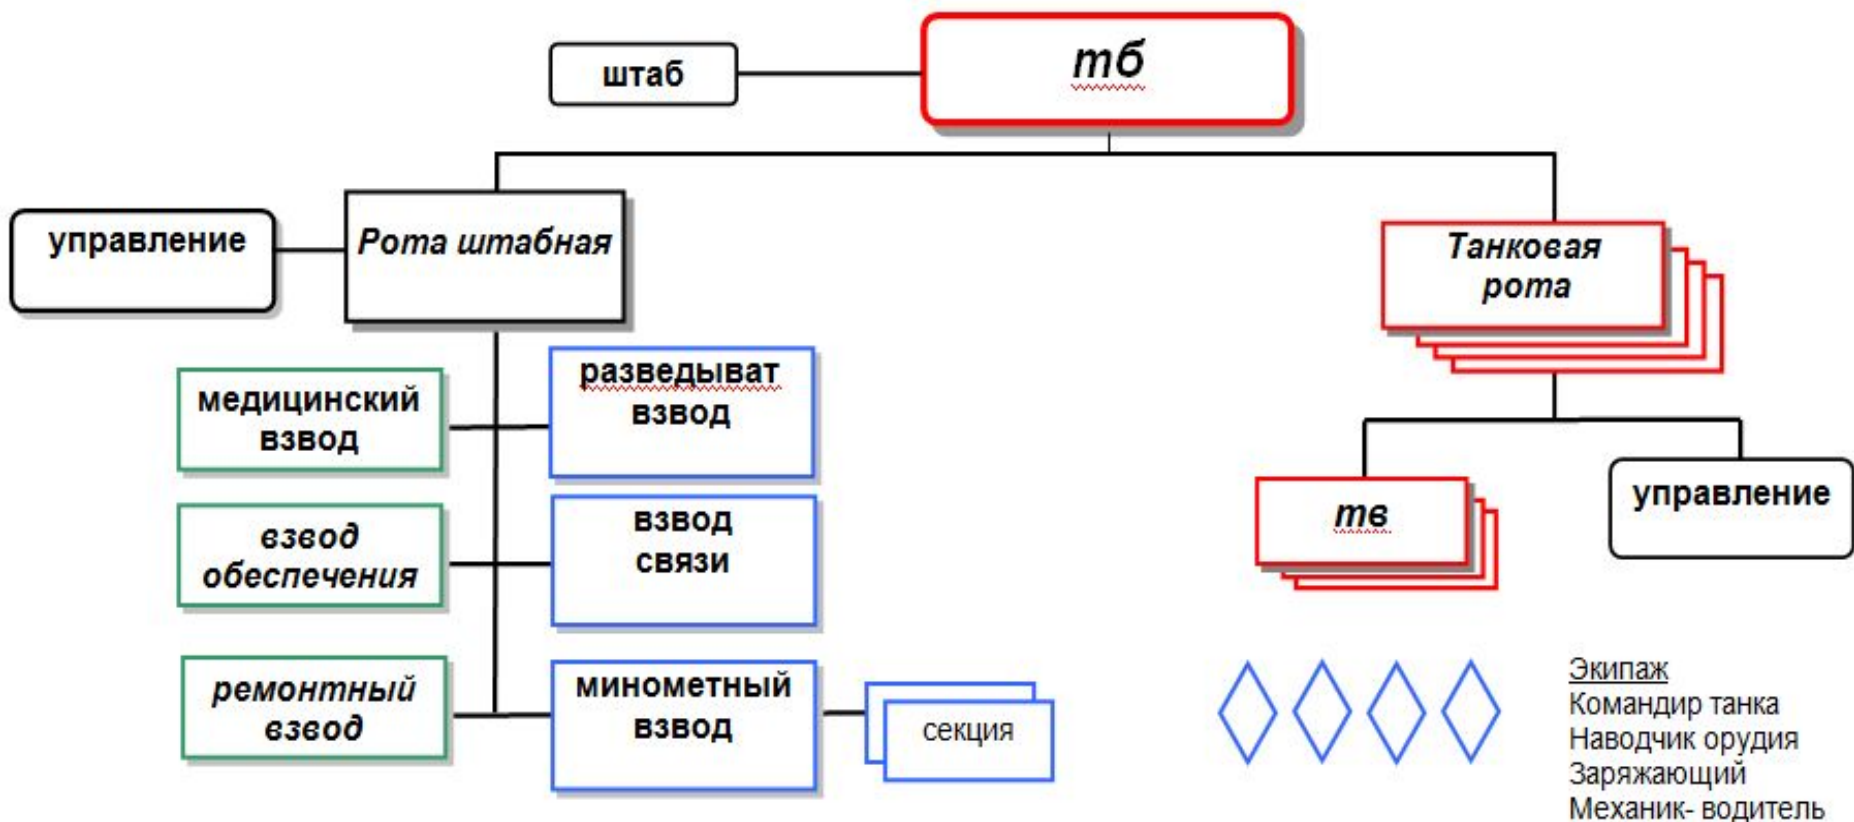 штаб
тб
управление
Рота штабная
Танковая
рота
медицинский
взвод
разведыват
взвод
взвод
обеспечения
взвод
связи
тв
управление
ремонтный
взвод
минометный
взвод
секция
Экипаж
Командир танка
Наводчик орудия
Заряжающий
Механик- водитель